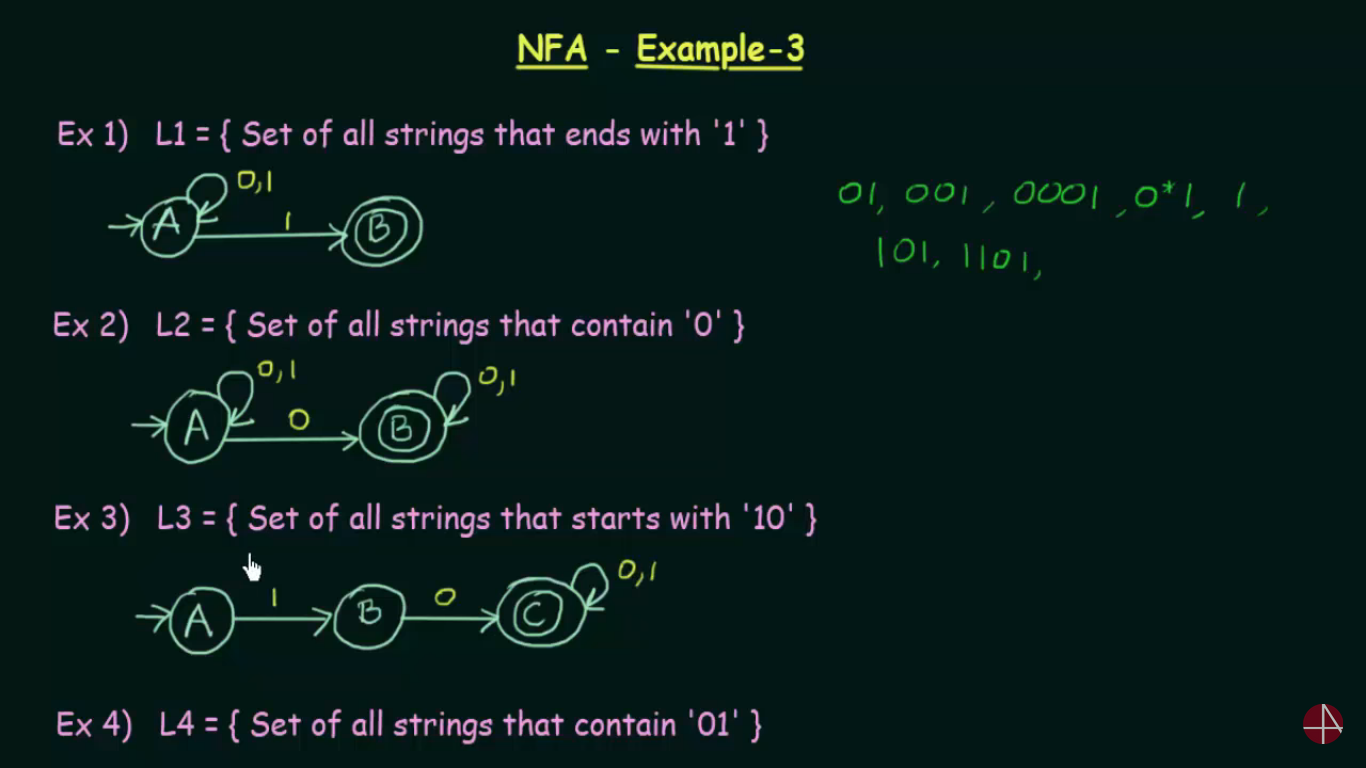 NFA - Example-3
Ex 1) L1 = { Set of all strings that ends with '1' }
0,1
A 1 B
01, 001, 0001, 0*1, 1,
101, 1101,
Ex 2) L2 = { Set of all strings that contain '0' }
0,1 0,1
A 0 B
Ex 3) L3 = { Set of all strings that starts with '10' }
0,1
A 1 B 0 C
Ex 4) L4 = { Set of all strings that contain '01' }